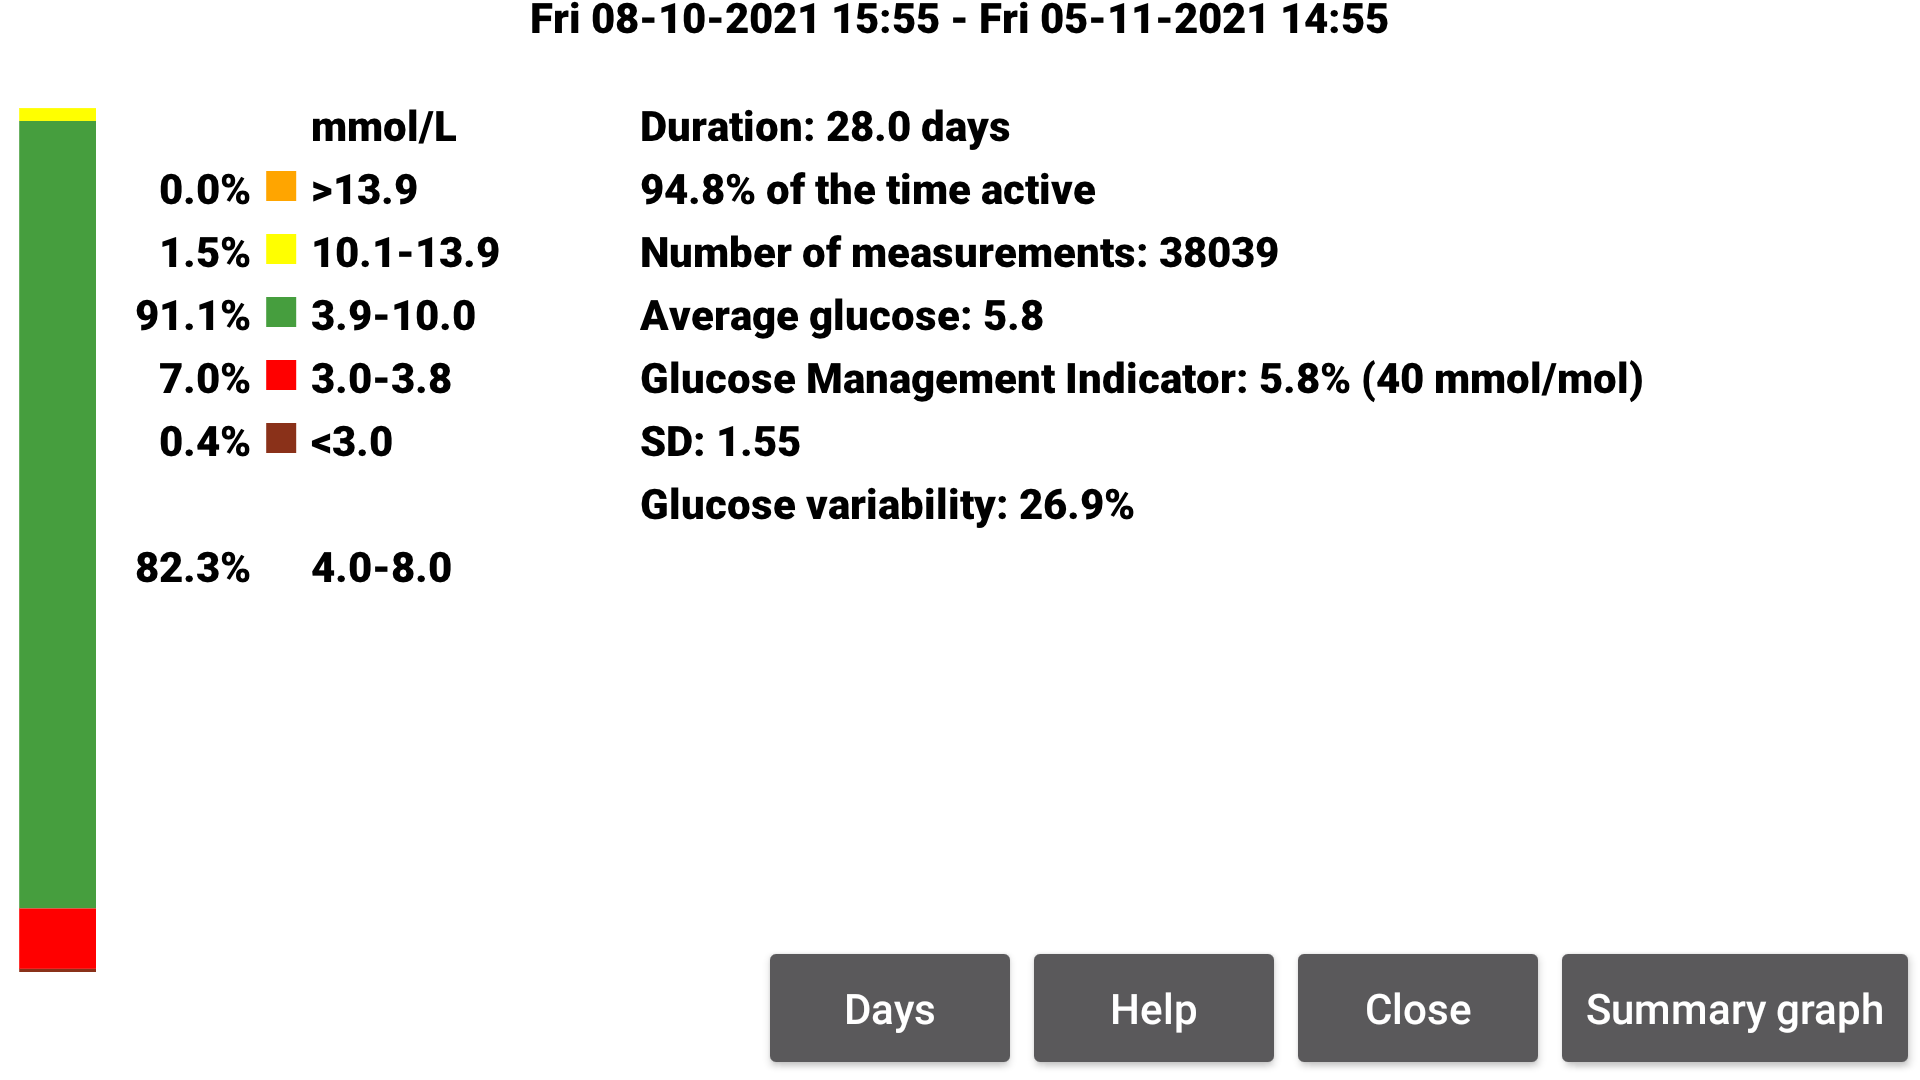 Fri 08-10-2021 15:55 - Fri 05-11-2021 14:55
mmol/L
0.0% >13.9
1.5% 10.1-13.9
91.1% 3.9-10.0
7.0% 3.0-3.8
0.4% <3.0
82.3% 4.0-8.0
Duration: 28.0 days
94.8% of the time active
Number of measurements: 38039
Average glucose: 5.8
Glucose Management Indicator: 5.8% (40 mmol/mol)
SD: 1.55
Glucose variability: 26.9%
Days
Help
Close
Summary graph